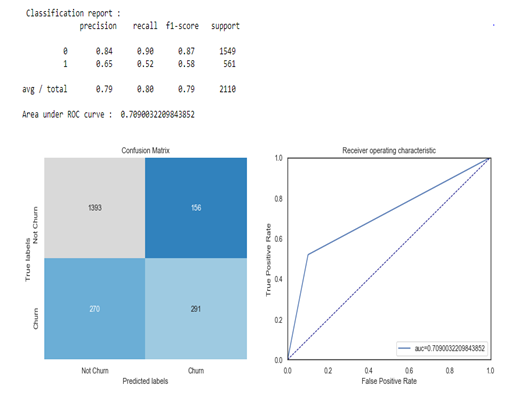 Classification report :
precision recall f1-score support
0 0.84 0.90 0.87 1549
1 0.65 0.52 0.58 561
avg / total 0.79 0.80 0.79 2110
Area under ROC curve : 0.7090032209843852
Confusion Matrix
True labels
Not Churn
Churn
1393
156
270
291
Not Churn
Churn
Predicted labels
Receiver operating characteristic
True Positive Rate
1.0
0.8
0.6
0.4
0.2
0.0
auc=0.7090032209843852
0.0 0.2 0.4 0.6 0.8 1.0
False Positive Rate